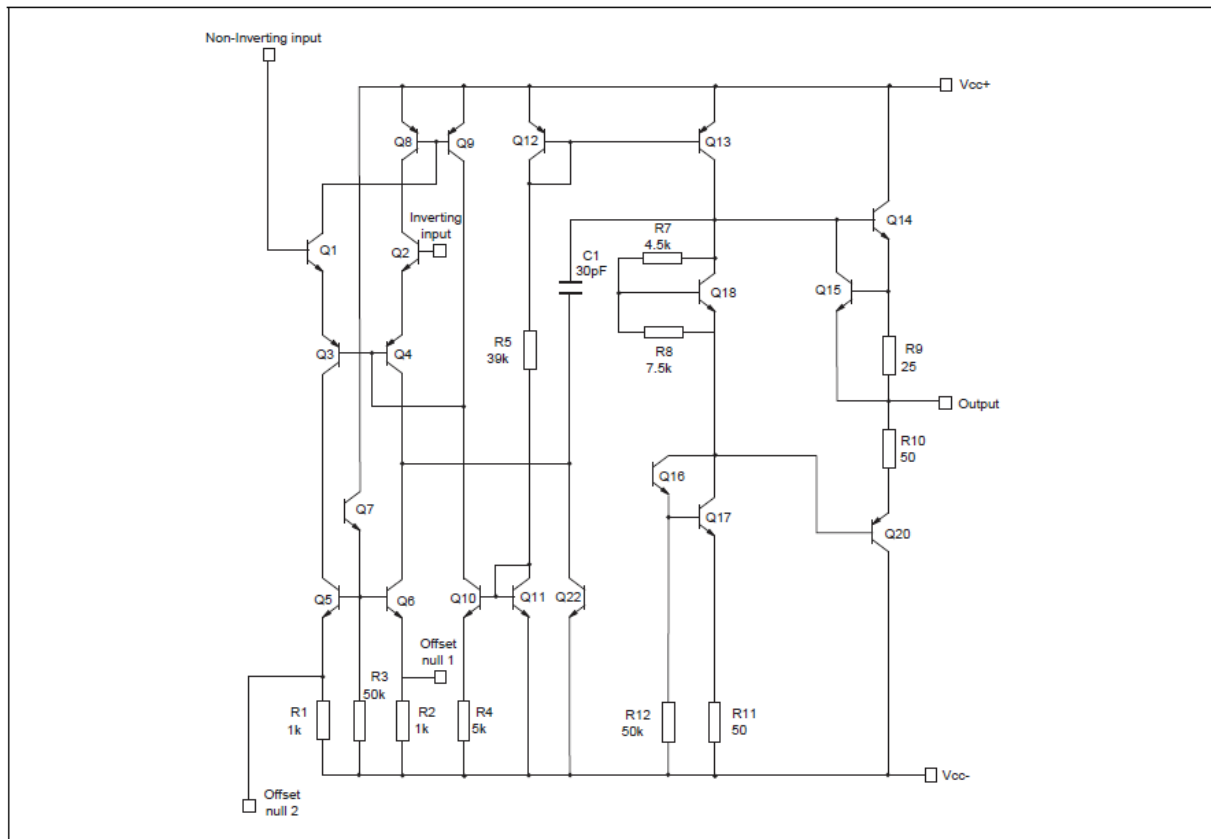 Non-Inverting input
Vcc+
Q8
Q9
Q12
Q13
Q14
Inverting
input
Q1
Q2
R7
4.5k
C1
30pF
Q18
Q15
Q3
Q4
R5
39k
R8
7.5k
R9
25
Output
R10
50
Q16
Q7
Q17
Q20
Q5
Q6
Q10
Q11
Q22
Offset
null 1
R3
50k
R1
1k
R2
1k
R4
5k
R12
50k
R11
50
Vcc-
Offset
null 2